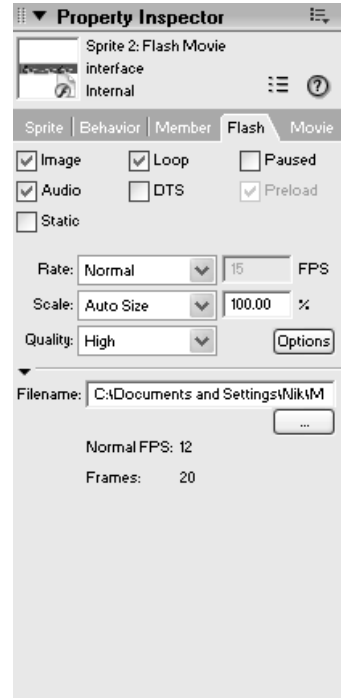 Property Inspector
Sprite 2: Flash Movie
interface
Internal
Sprite Behavior Member Flash Movie
Image Loop Paused
Audio DTS Preload
Static
Rate: Normal 15 FPS
Scale: Auto Size 100.00 %
Quality: High Options
Filename: C:\Documents and Settings\Nik\M
...
Normal FPS: 12
Frames: 20